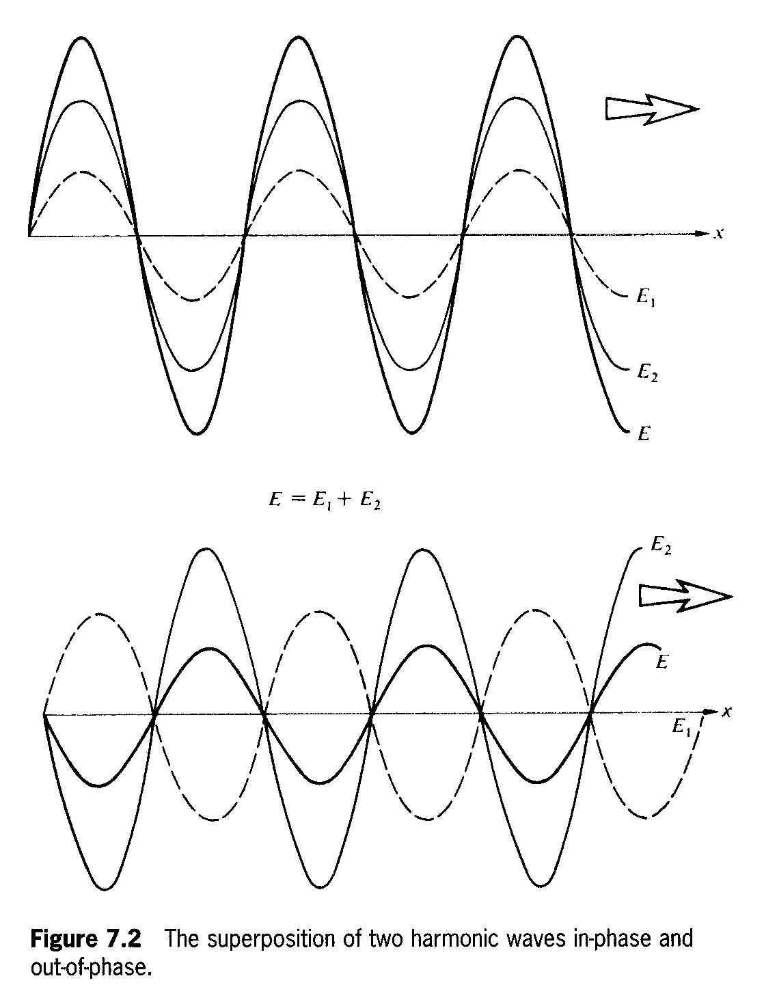 x
E₁
E₂
E
E = E₁ + E₂
E₂
E
x
E₁
Figure 7.2 The superposition of two harmonic waves in-phase and
out-of-phase.